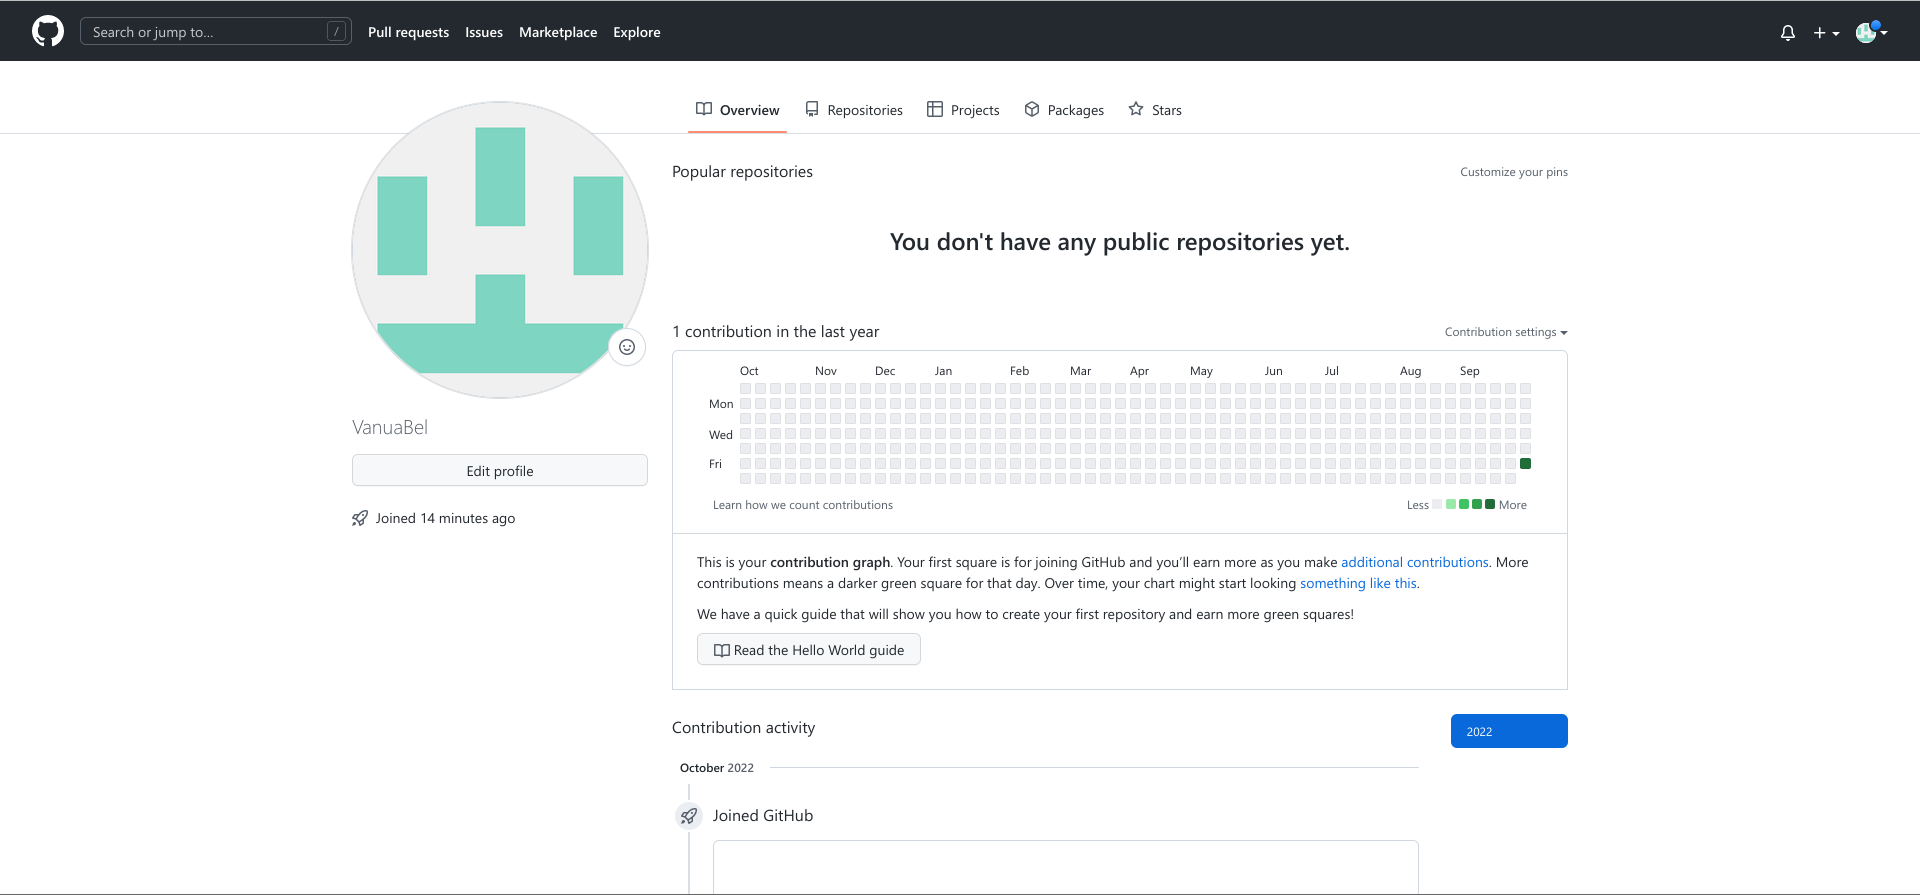 Search or jump to...
/
Pull requests
Issues
Marketplace
Explore
Overview
Repositories
Projects
Packages
Stars
VanuaBel
Edit profile
Joined 14 minutes ago
Popular repositories
Customize your pins
You don't have any public repositories yet.
1 contribution in the last year
Contribution settings
Oct Nov Dec Jan Feb Mar Apr May Jun Jul Aug Sep
Mon
Wed
Fri
Learn how we count contributions
Less More
This is your contribution graph. Your first square is for joining GitHub and you’ll earn more as you make additional contributions. More
contributions means a darker green square for that day. Over time, your chart might start looking something like this.
We have a quick guide that will show you how to create your first repository and earn more green squares!
Read the Hello World guide
Contribution activity
2022
October 2022
Joined GitHub